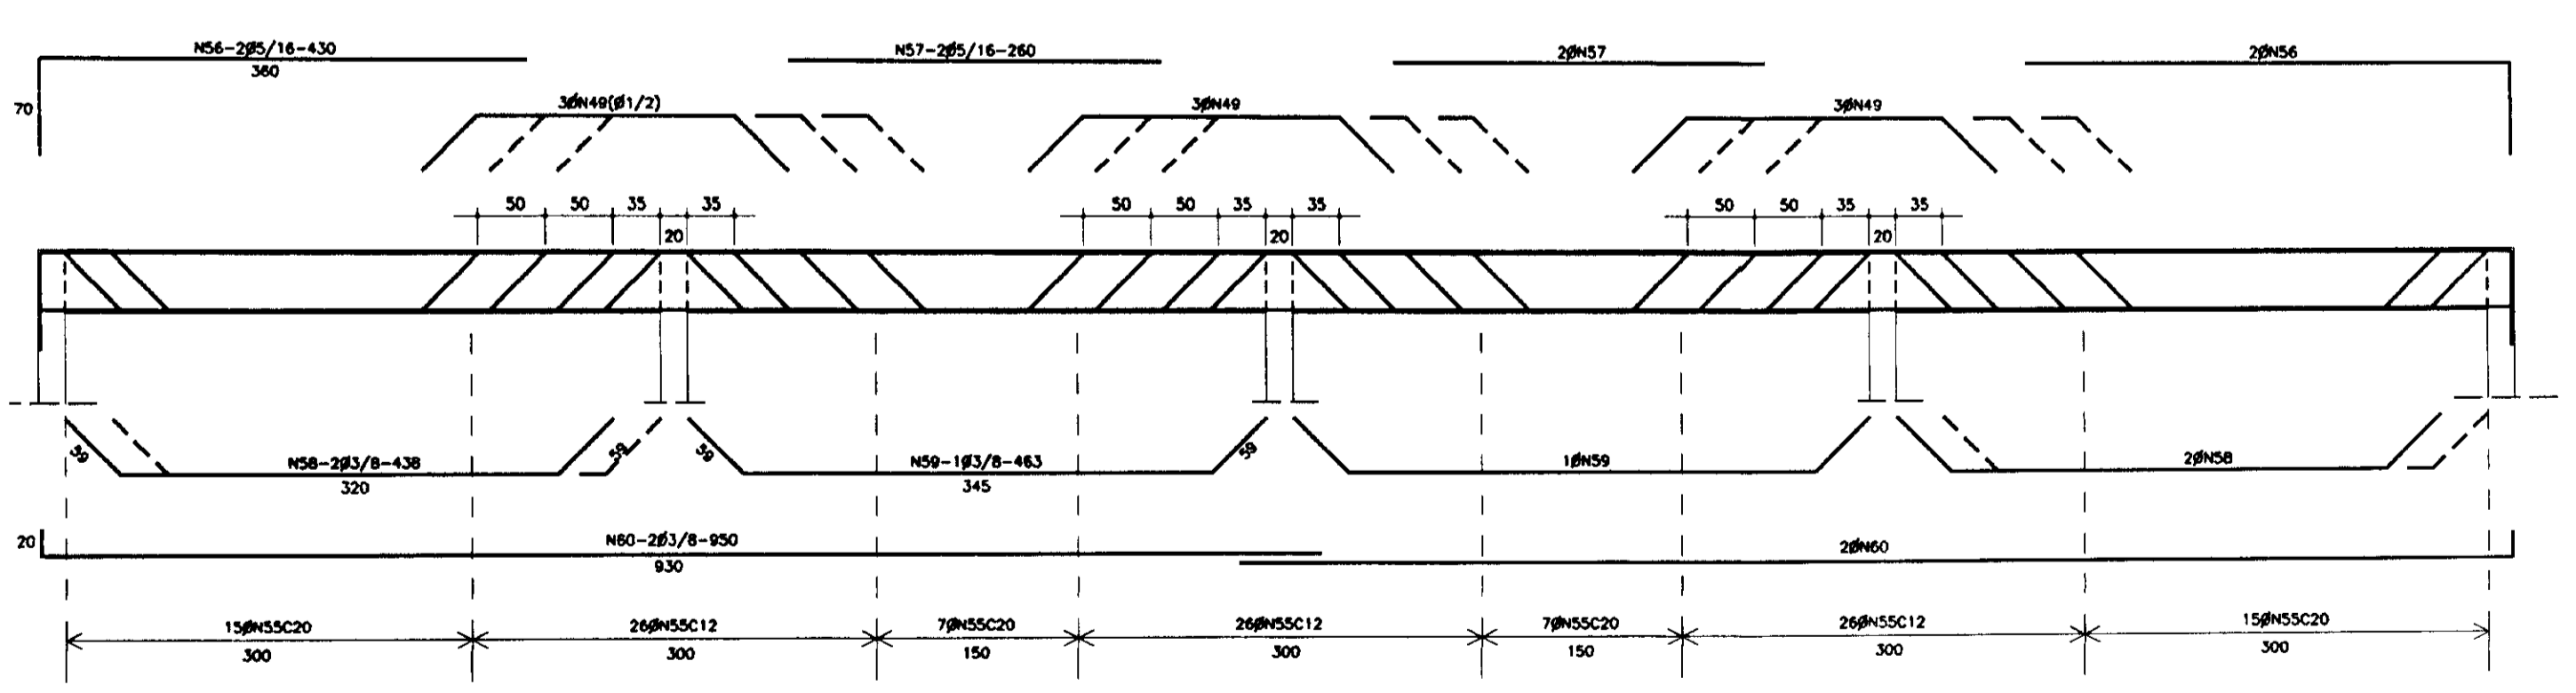 N56-2Ø5/16-430 N57-2Ø5/16-260 2ØN57 2ØN56
360
70 3ØN49(Ø1/2) 3ØN49 3ØN49
50 50 35 35 50 50 35 35 50 50 35 35
20 20 20
59 N58-2Ø3/8-438 59 59 N59-1Ø3/8-463 59 1ØN59 2ØN58
320 345
20 N60-2Ø3/8-950 2ØN60
930
15ØN55C20 26ØN55C12 7ØN55C20 26ØN55C12 7ØN55C20 26ØN55C12 15ØN55C20
300 300 150 300 150 300 300